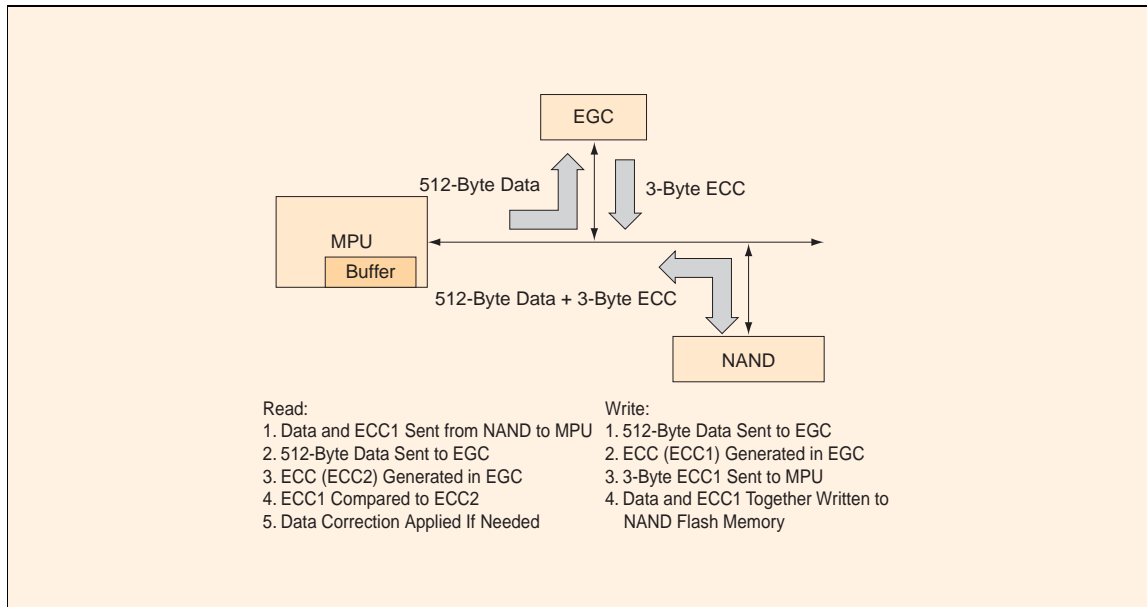 EGC
512-Byte Data
3-Byte ECC
MPU
Buffer
512-Byte Data + 3-Byte ECC
NAND
Read:
1. Data and ECC1 Sent from NAND to MPU
2. 512-Byte Data Sent to EGC
3. ECC (ECC2) Generated in EGC
4. ECC1 Compared to ECC2
5. Data Correction Applied If Needed
Write:
1. 512-Byte Data Sent to EGC
2. ECC (ECC1) Generated in EGC
3. 3-Byte ECC1 Sent to MPU
4. Data and ECC1 Together Written to
NAND Flash Memory